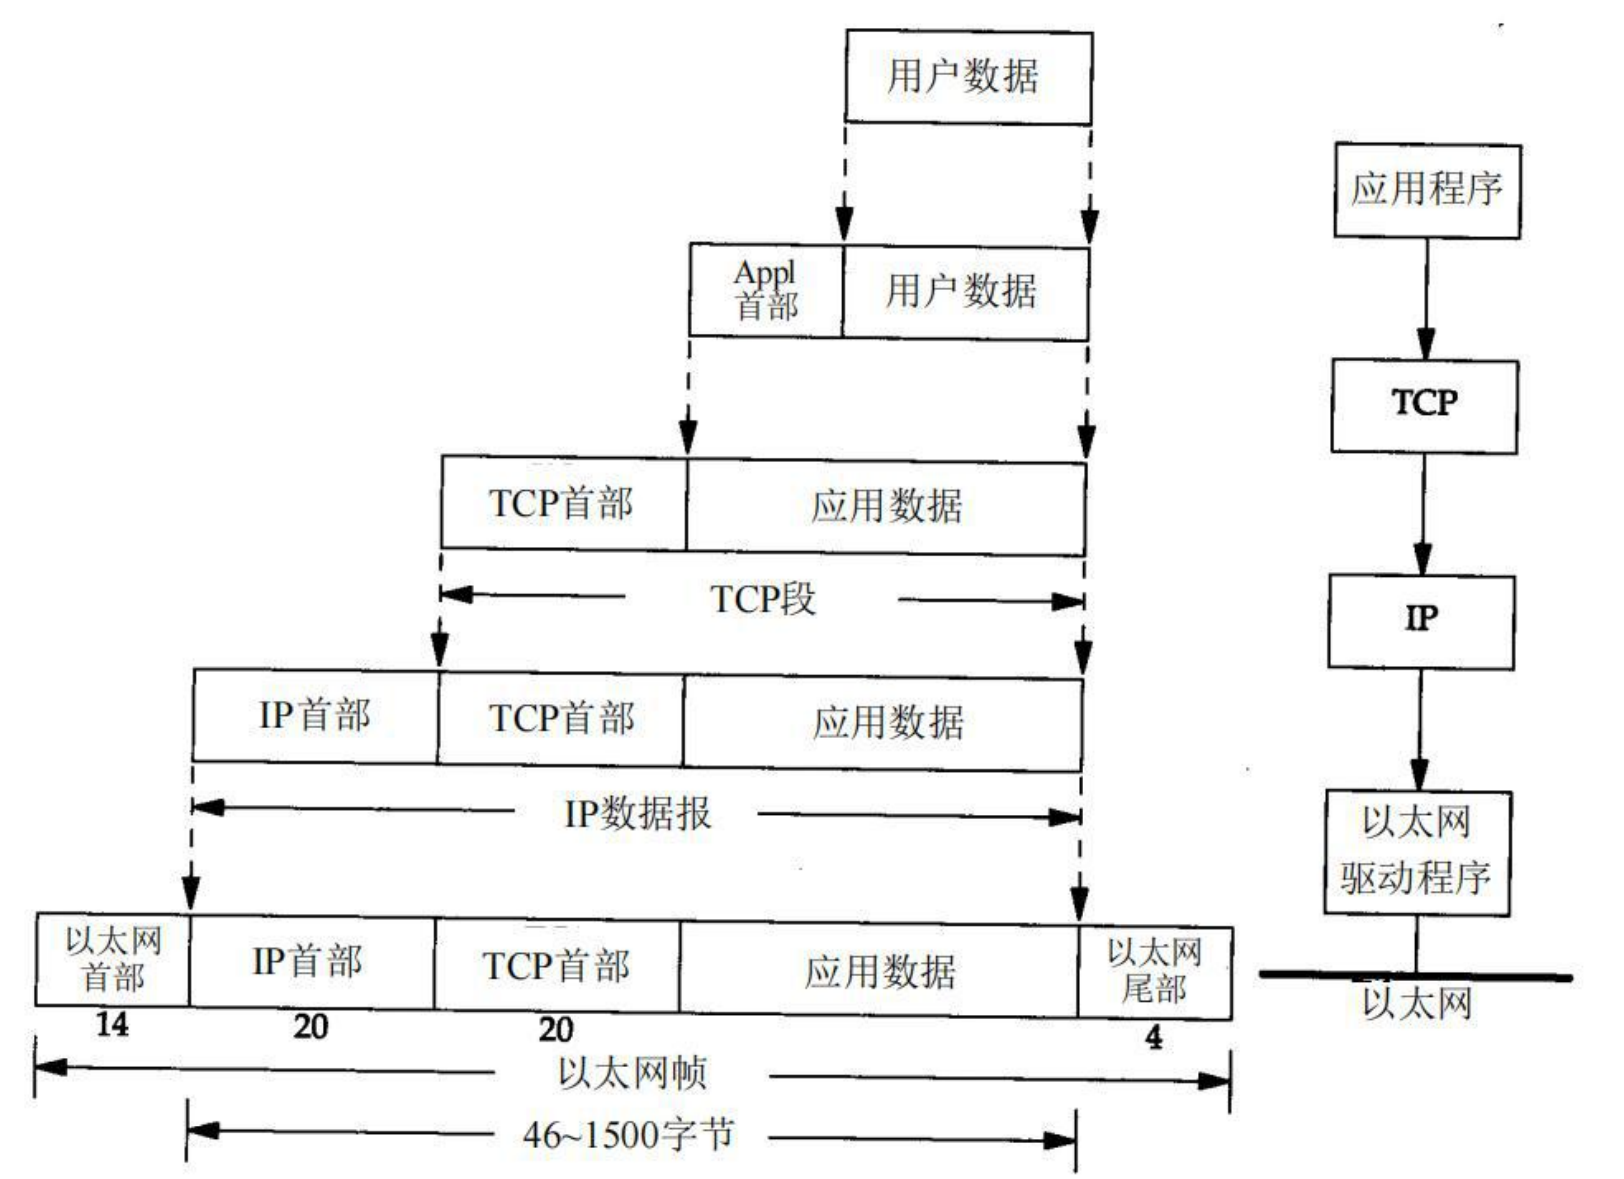 用户数据
应用程序
Appl
首部
用户数据
TCP
TCP首部
应用数据
TCP段
IP
IP首部
TCP首部
应用数据
IP数据报
以太网
驱动程序
以太网
首部
IP首部
TCP首部
应用数据
以太网
尾部
以太网
14
20
20
4
以太网帧
46~1500字节